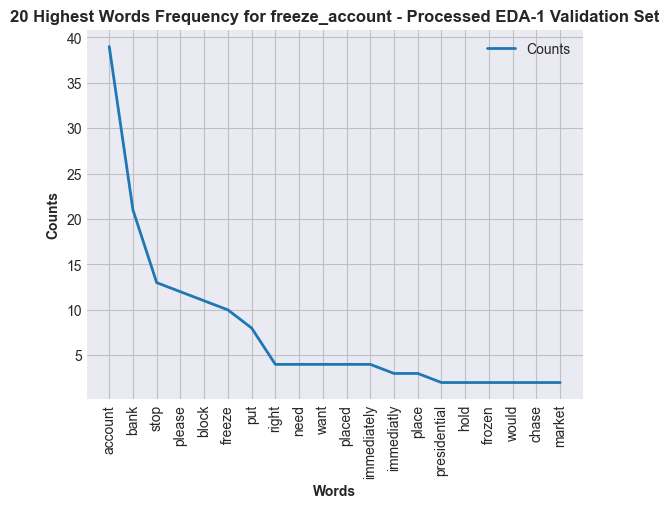 20 Highest Words Frequency for freeze_account - Processed EDA-1 Validation Set
Counts
40
35
30
25
20
15
10
5
Counts
account
bank
stop
please
block
freeze
put
right
need
want
placed
immediately
immediatly
place
presidential
hold
frozen
would
chase
market
Words